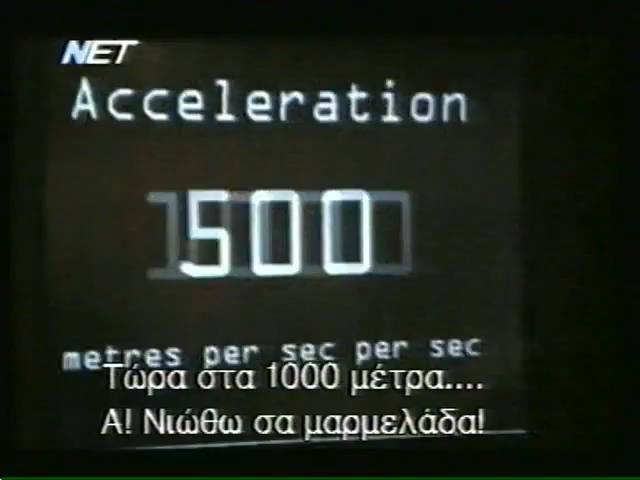 NET
Acceleration
500
metres per sec per sec
Τώρα στα 1000 μέτρα....
Α! Νιώθω σα μαρμελάδα!